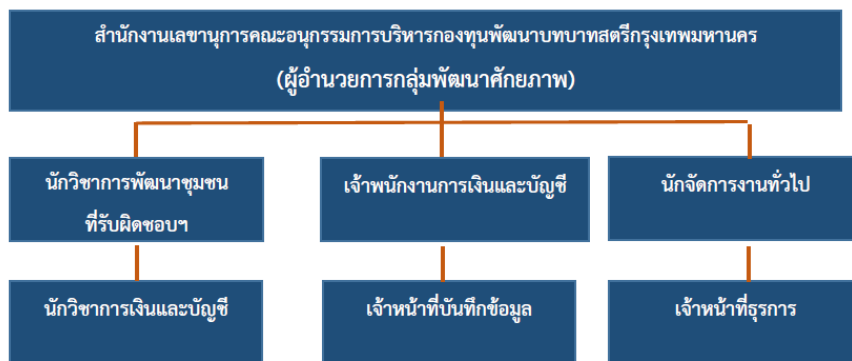 สำนักงานเลขานุการคณะอนุกรรมการบริหารกองทุนพัฒนาบทบาทสตรีกรุงเทพมหานคร
(ผู้อำนวยการกลุ่มพัฒนาศักยภาพ)
นักวิชาการพัฒนาชุมชน
ที่รับผิดชอบฯ
เจ้าพนักงานการเงินและบัญชี
นักจัดการงานทั่วไป
นักวิชาการเงินและบัญชี
เจ้าหน้าที่บันทึกข้อมูล
เจ้าหน้าที่ธุรการ